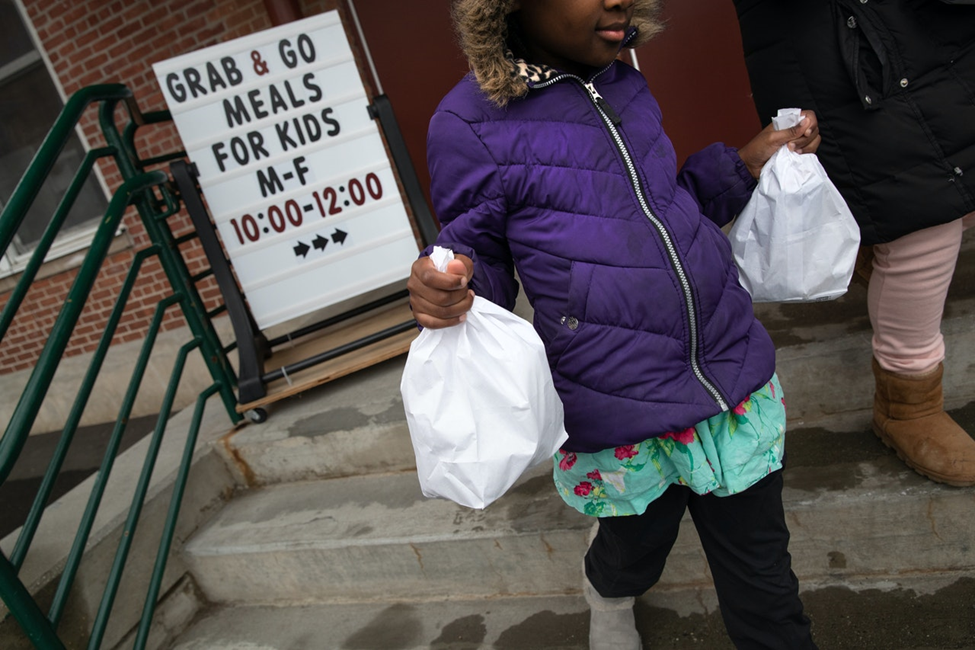 GRAB & GO
MEALS
FOR KIDS
M-F
10:00-12:00